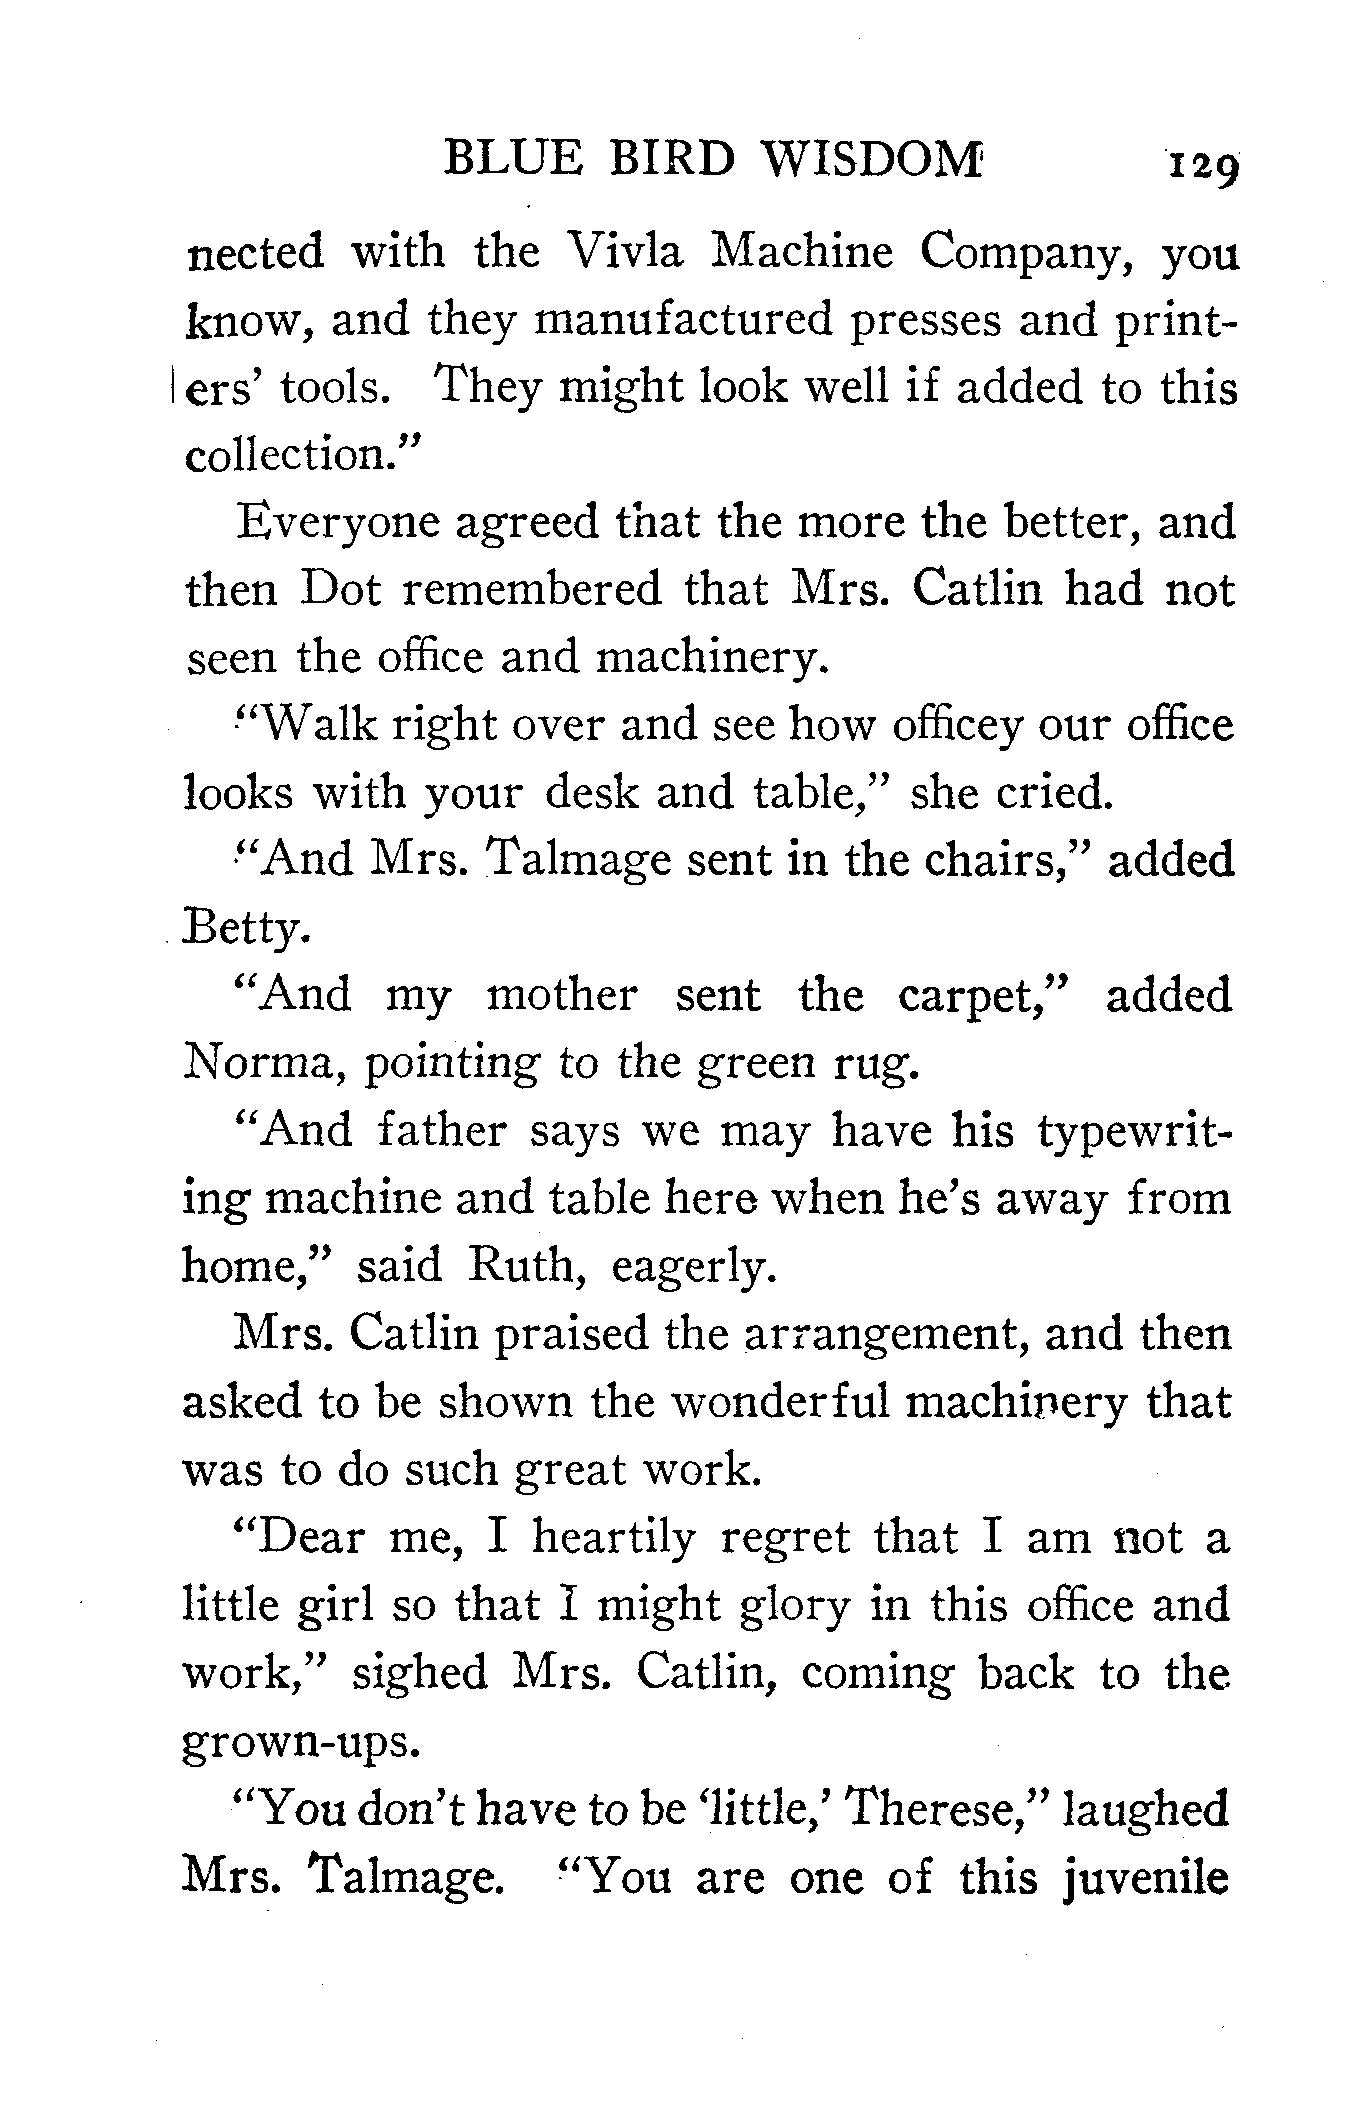 BLUE BIRD WISDOM 129
nected with the Vivla Machine Company, you
know, and they manufactured presses and print-
ers' tools. They might look well if added to this
collection."
Everyone agreed that the more the better, and
then Dot remembered that Mrs. Catlin had not
seen the office and machinery.
"Walk right over and see how officey our office
looks with your desk and table," she cried.
"And Mrs. Talmage sent in the chairs," added
Betty.
"And my mother sent the carpet," added
Norma, pointing to the green rug.
"And father says we may have his typewrit-
ing machine and table here when he's away from
home," said Ruth, eagerly.
Mrs. Catlin praised the arrangement, and then
asked to be shown the wonderful machinery that
was to do such great work.
"Dear me, I heartily regret that I am not a
little girl so that I might glory in this office and
work," sighed Mrs. Catlin, coming back to the
grown-ups.
"You don't have to be 'little,' Therese," laughed
Mrs. Talmage. "You are one of this juvenile